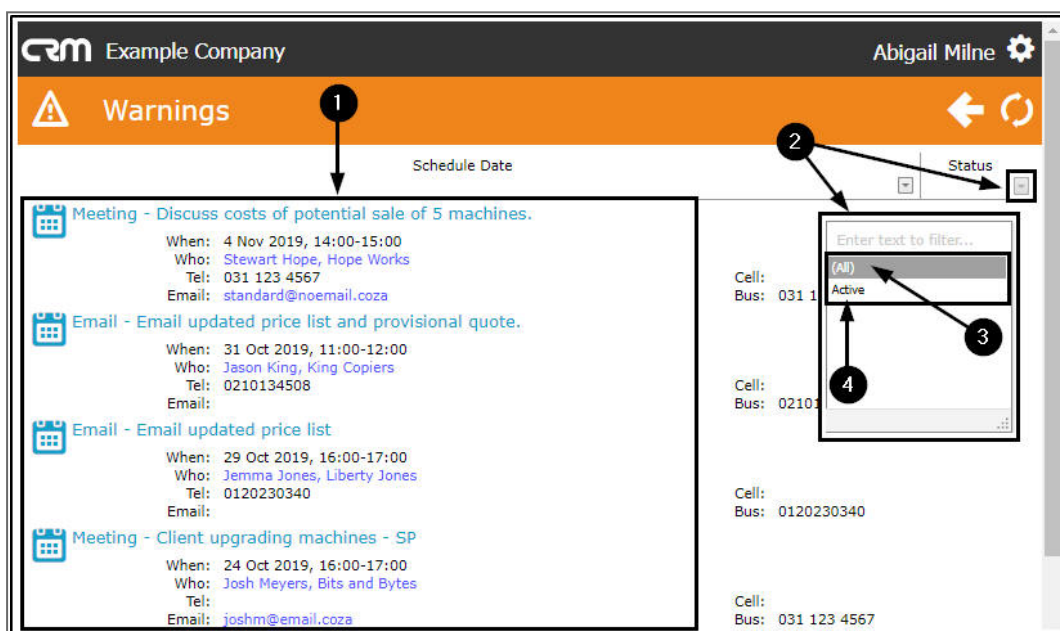 CRM Example Company
Abigail Milne
Warnings
1
2
Schedule Date
Status
Meeting - Discuss costs of potential sale of 5 machines.
When: 4 Nov 2019, 14:00-15:00
Who: Stewart Hope, Hope Works
Tel: 031 123 4567
Cell:
Email: standard@noemail.coza
Bus: 031 1
Enter text to filter...
(All)
Active
3
4
Email - Email updated price list and provisional quote.
When: 31 Oct 2019, 11:00-12:00
Who: Jason King, King Copiers
Tel: 0210134508
Cell:
Email:
Bus: 02101
Email - Email updated price list
When: 29 Oct 2019, 16:00-17:00
Who: Jemma Jones, Liberty Jones
Tel: 0120230340
Cell:
Email:
Bus: 0120230340
Meeting - Client upgrading machines - SP
When: 24 Oct 2019, 16:00-17:00
Who: Josh Meyers, Bits and Bytes
Tel:
Cell:
Email: joshm@email.coza
Bus: 031 123 4567